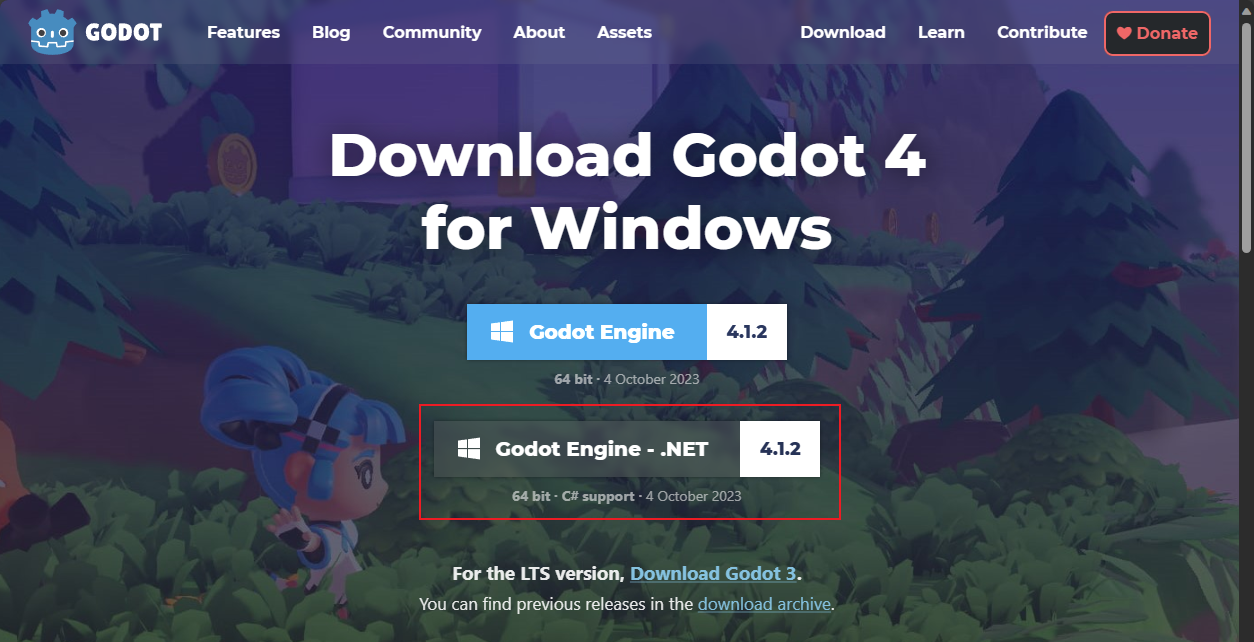 GODOT Features Blog Community About Assets Download Learn Contribute Donate
Download Godot 4
for Windows
Godot Engine 4.1.2
64 bit · 4 October 2023
Godot Engine - .NET 4.1.2
64 bit · C# support · 4 October 2023
For the LTS version, Download Godot 3.
You can find previous releases in the download archive.